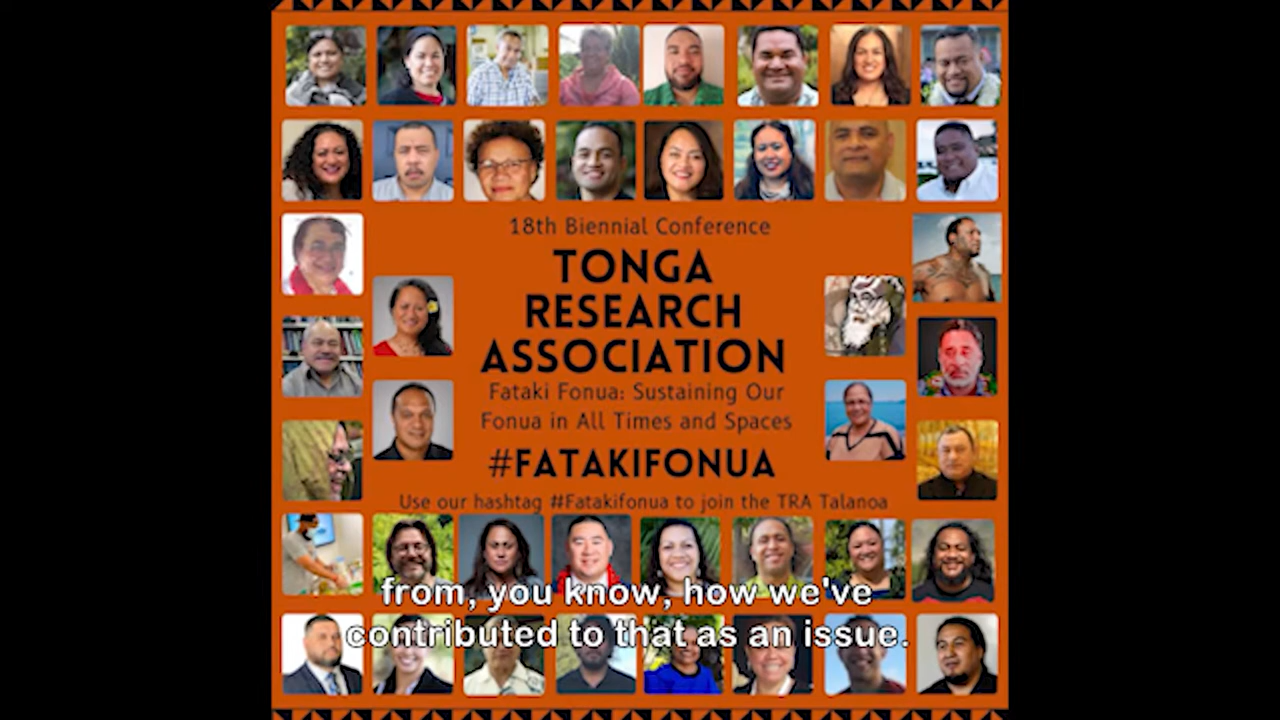 18th Biennial Conference
TONGA
RESEARCH
ASSOCIATION
Fataki Fonua: Sustaining Our
Fonua in All Times and Spaces
#FATAKIFONUA
Use our hashtag #Fatakifonua to join the TRA Talanoa
from, you know, how we've
contributed to that as an issue.